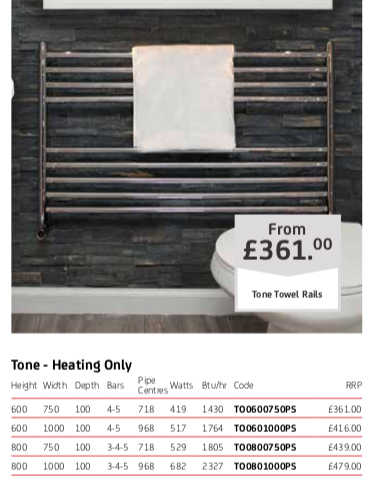 From
£361.00
Tone Towel Rails
Tone - Heating Only
Height Width Depth Bars Pipe Centres Watts Btu/hr Code RRP
600 750 100 4-5 718 419 1430 TO0600750PS £361.00
600 1000 100 4-5 968 517 1764 TO0601000PS £416.00
800 750 100 3-4-5 718 529 1805 TO0800750PS £439.00
800 1000 100 3-4-5 968 682 2327 TO0801000PS £479.00